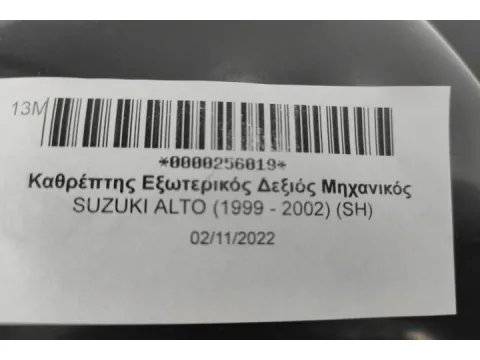 13M
*0000256019*
Καθρέπτης Εξωτερικός Δεξιός Μηχανικός
SUZUKI ALTO (1999 - 2002) (SH)
02/11/2022